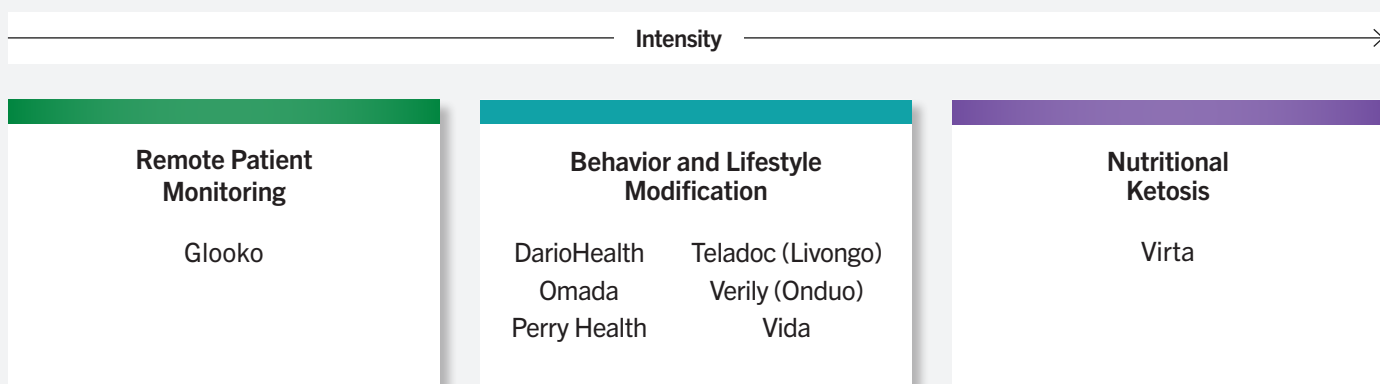 Intensity
Remote Patient
Monitoring
Glooko
Behavior and Lifestyle
Modification
DarioHealth Teladoc (Livongo)
Omada Verily (Onduo)
Perry Health Vida
Nutritional
Ketosis
Virta